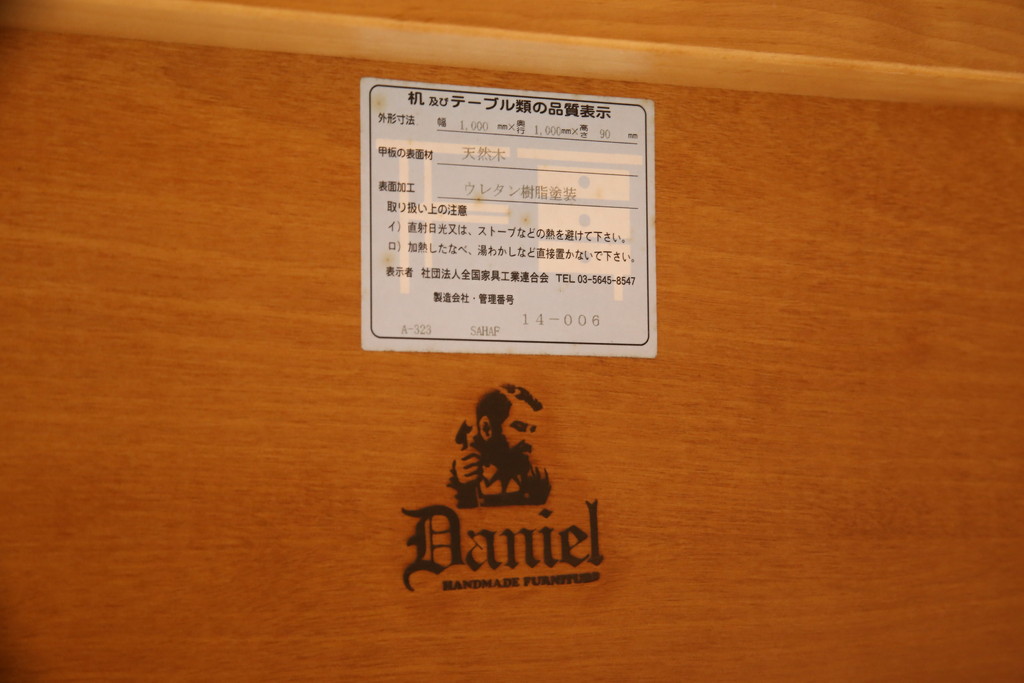 机 及び テーブル類の品質表示
外形寸法 幅 1,000 mm×奥行 1,000mm×高さ 90 mm
甲板の表面材 天然木
表面加工 ウレタン樹脂塗装
取り扱い上の注意
イ) 直射日光又は、ストーブなどの熱を避けて下さい。
ロ) 加熱したなべ、湯わかしなど直接置かないで下さい。
表示者 社団法人全国家具工業連合会 TEL 03-5645-8547
製造会社・管理番号
14-006
A-323 SAHAF
Daniel
HANDMADE FURNITURE